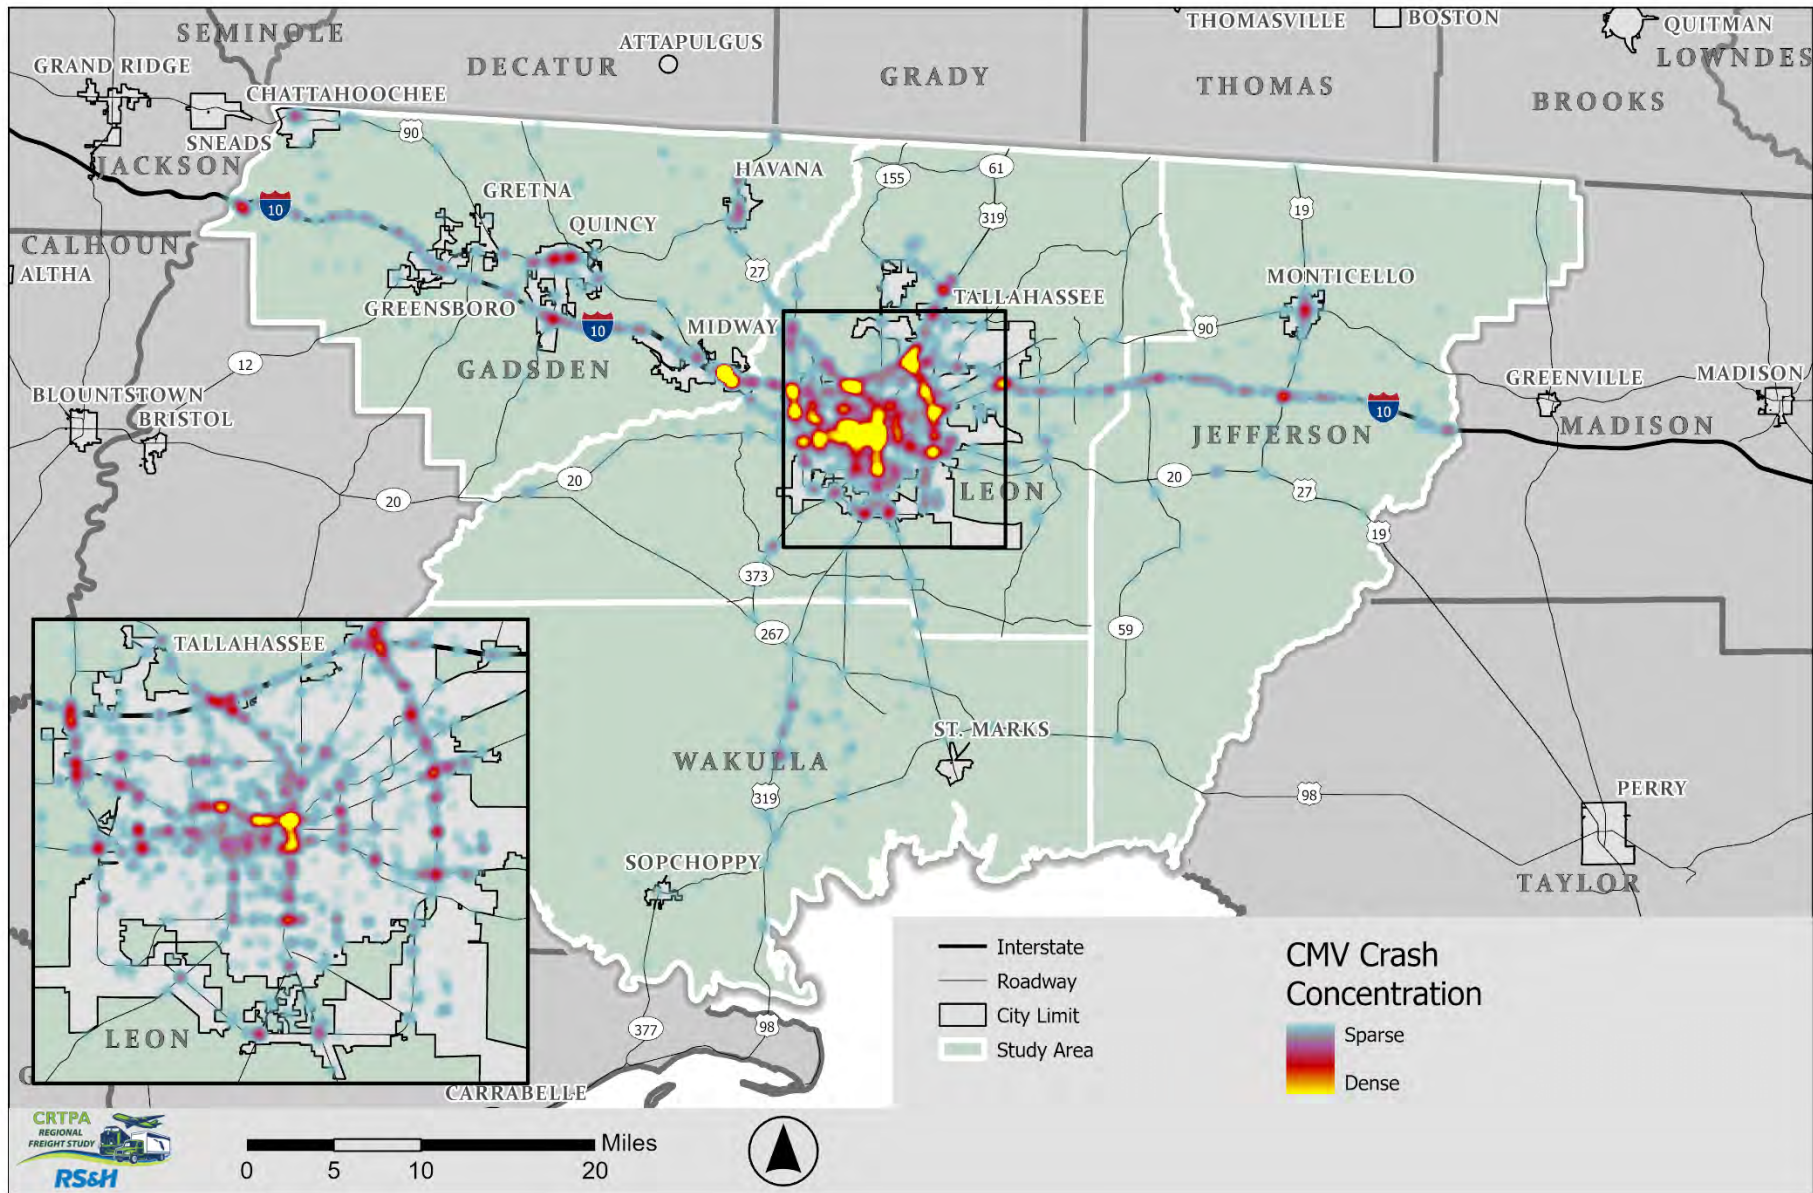 SEMINOLE
THOMASVILLE
BOSTON
QUITMAN
ATTAPULGUS
LOWNDES
GRAND RIDGE
DECATUR
GRADY
THOMAS
BROOKS
CHATTAHOOCHEE
90
SNEADS
JACKSON
HAVANA
155
61
GRETNA
10
319
19
QUINCY
CALHOUN
ALTHA
27
MONTICELLO
TALLAHASSEE
GREENSBORO
10
MIDWAY
90
12
GADSDEN
BLOUNTSTOWN
GREENVILLE
MADISON
BRISTOL
10
JEFFERSON
MADISON
20
20
LEON
20
27
19
373
267
59
TALLAHASSEE
ST. MARKS
WAKULLA
319
98
PERRY
SOPCHOPPY
TAYLOR
LEON
377
98
CARRABELLE
Interstate
Roadway
City Limit
Study Area
CMV Crash
Concentration
Sparse
Dense
CRTPA
REGIONAL
FREIGHT STUDY
RS&H
Miles
0 5 10 20